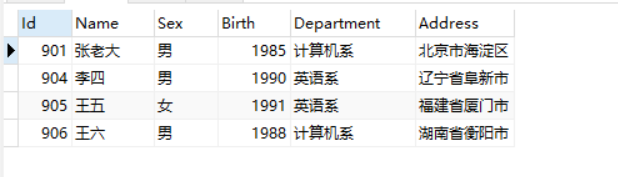 Id Name Sex Birth Department Address
901 张老大 男 1985 计算机系 北京市海淀区
904 李四 男 1990 英语系 辽宁省阜新市
905 王五 女 1991 英语系 福建省厦门市
906 王六 男 1988 计算机系 湖南省衡阳市